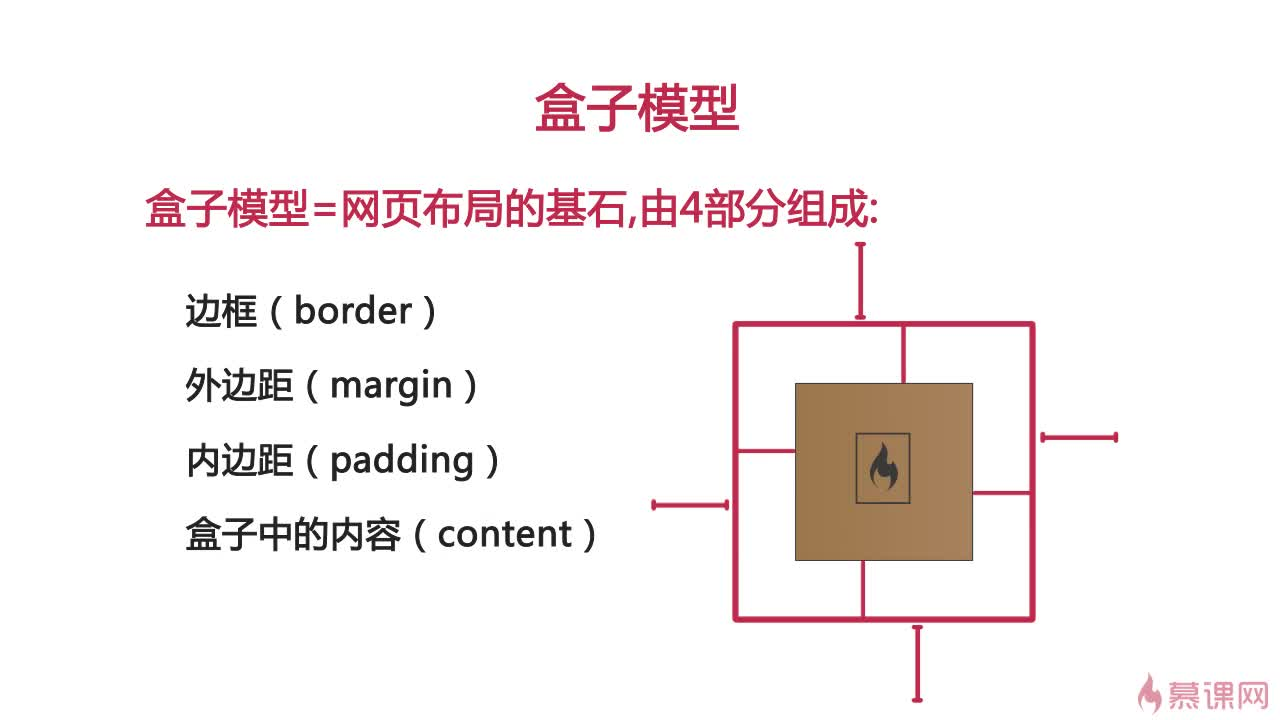 盒子模型
盒子模型=网页布局的基石,由4部分组成:
边框（border）
外边距（margin）
内边距（padding）
盒子中的内容（content）
慕课网